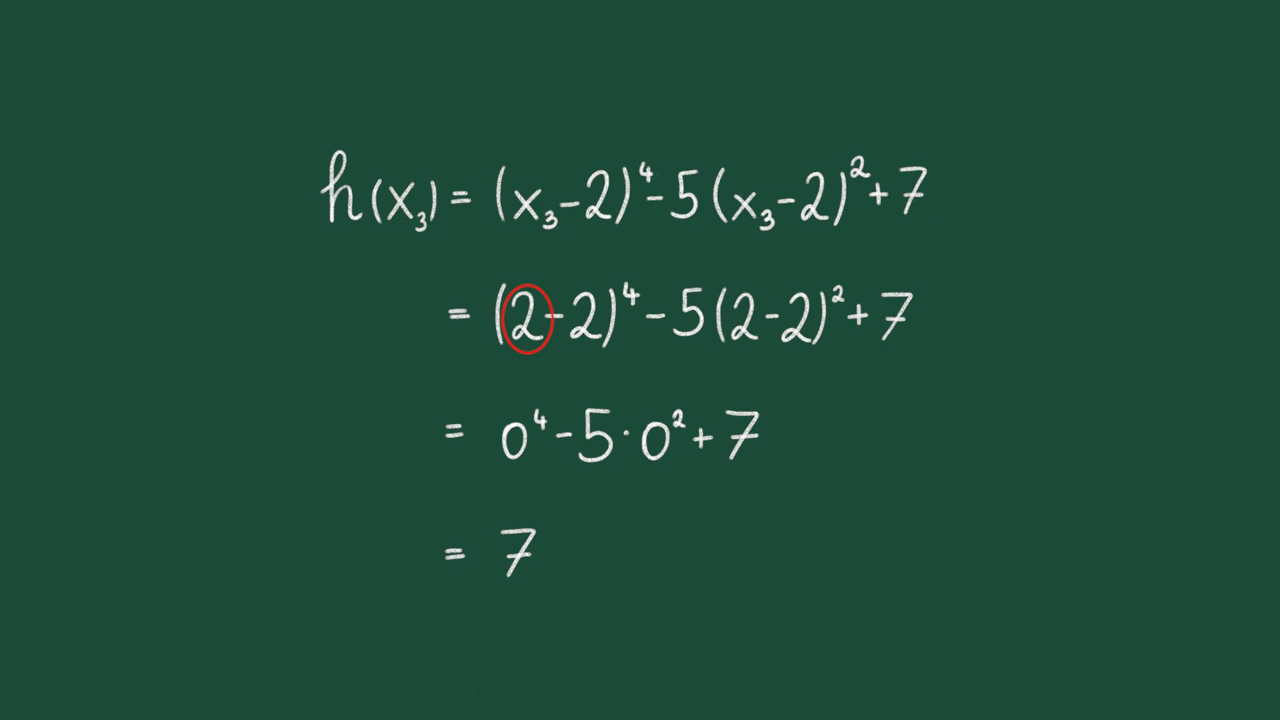 h(x₃) = (x₃-2)⁴-5(x₃-2)²+7
= (2-2)⁴-5(2-2)²+7
= 0⁴-5·0²+7
= 7